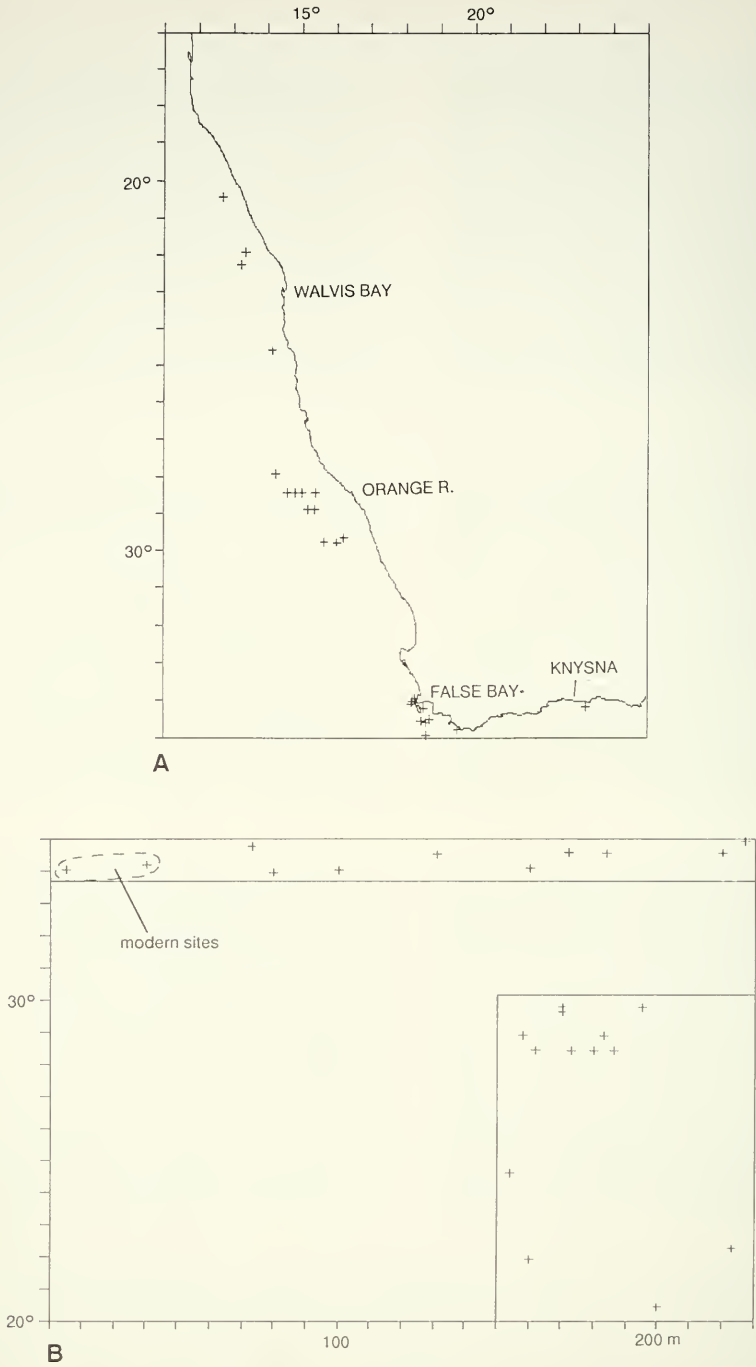 15° 20°
20°
WALVIS BAY
ORANGE R.
30°
KNYSNA
FALSE BAY
A
modern sites
30°
20°
100 200 m
B